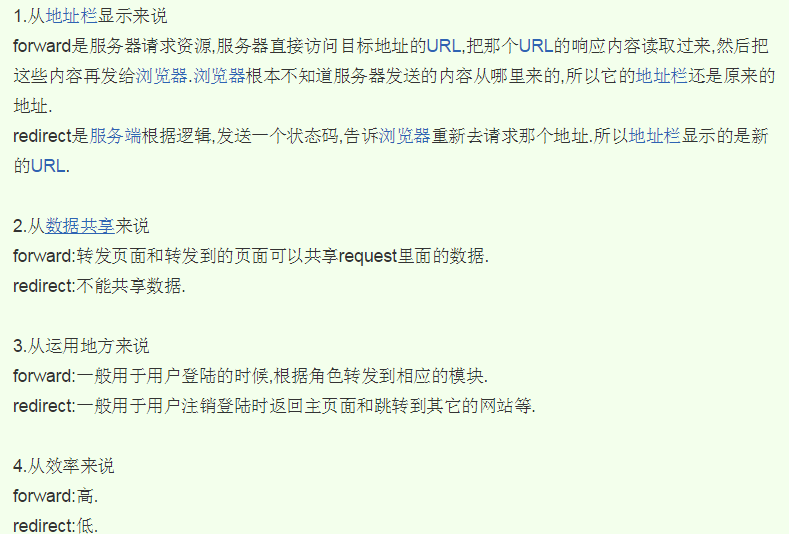 1.从地址栏显示来说
forward是服务器请求资源,服务器直接访问目标地址的URL,把那个URL的响应内容读取过来,然后把
这些内容再发给浏览器.浏览器根本不知道服务器发送的内容从哪里来的,所以它的地址栏还是原来的
地址.
redirect是服务端根据逻辑,发送一个状态码,告诉浏览器重新去请求那个地址.所以地址栏显示的是新
的URL.
2.从数据共享来说
forward:转发页面和转发到的页面可以共享request里面的数据.
redirect:不能共享数据.
3.从运用地方来说
forward:一般用于用户登陆的时候,根据角色转发到相应的模块.
redirect:一般用于用户注销登陆时返回主页面和跳转到其它的网站等.
4.从效率来说
forward:高.
redirect:低.